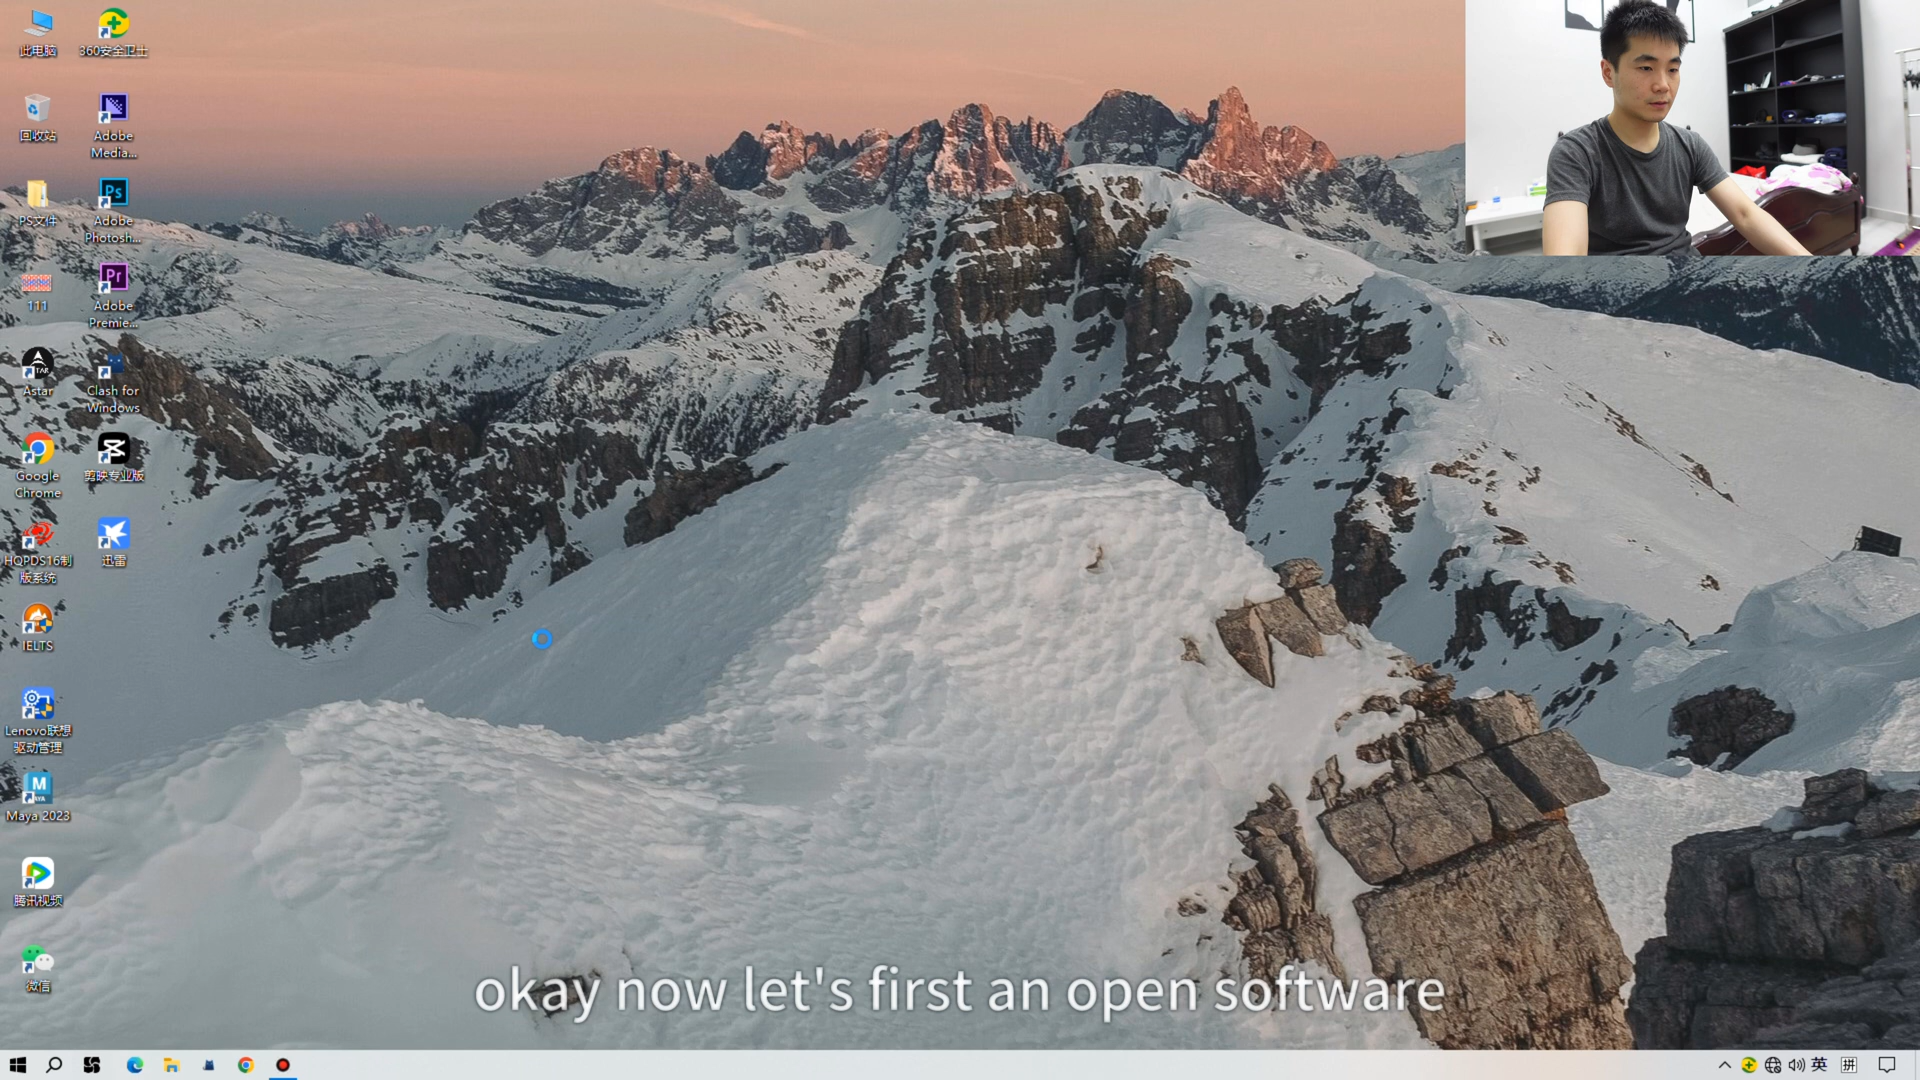 此电脑
360安全卫士
回收站
Adobe
Media...
PS文件
Ps
Adobe
Photosh...
111
Pr
Adobe
Premie...
Astar
Clash for
Windows
Google
Chrome
剪映专业版
HQPDS16制
版系统
迅雷
IELTS
Lenovo联想
驱动管理
M
Maya 2023
腾讯视频
微信
okay now let's first an open software
英
拼